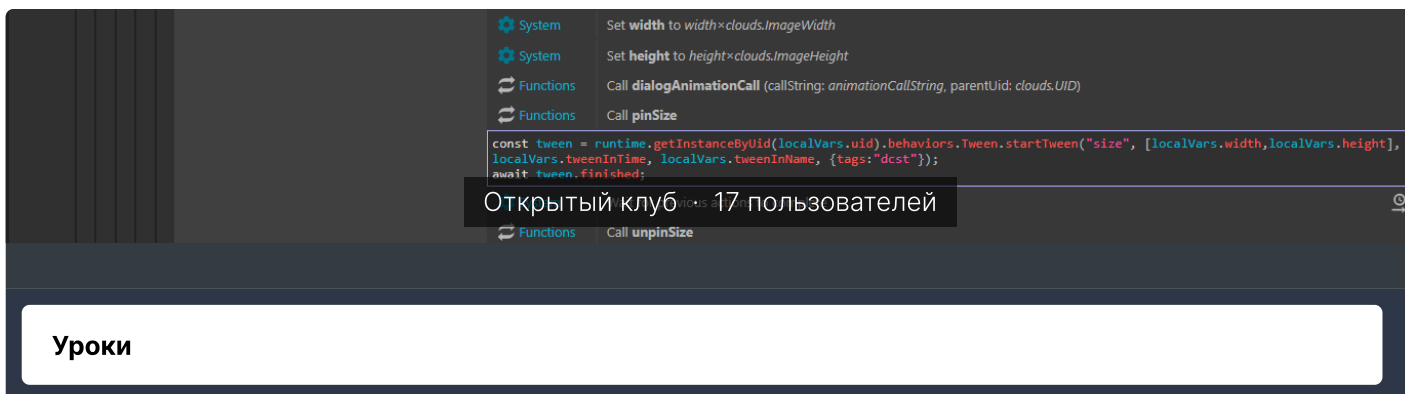 System Set width to width×clouds.ImageWidth
System Set height to height×clouds.ImageHeight
Functions Call dialogAnimationCall (callString: animationCallString, parentUid: clouds.UID)
Functions Call pinSize
const tween = runtime.getInstanceByUid(localVars.uid).behaviors.Tween.startTween("size", [localVars.width,localVars.height],
localVars.tweenInTime, localVars.tweenInName, {tags:"dcst"});
await tween.finished;
Открытый клуб · 17 пользователей
Functions Call unpinSize
Уроки